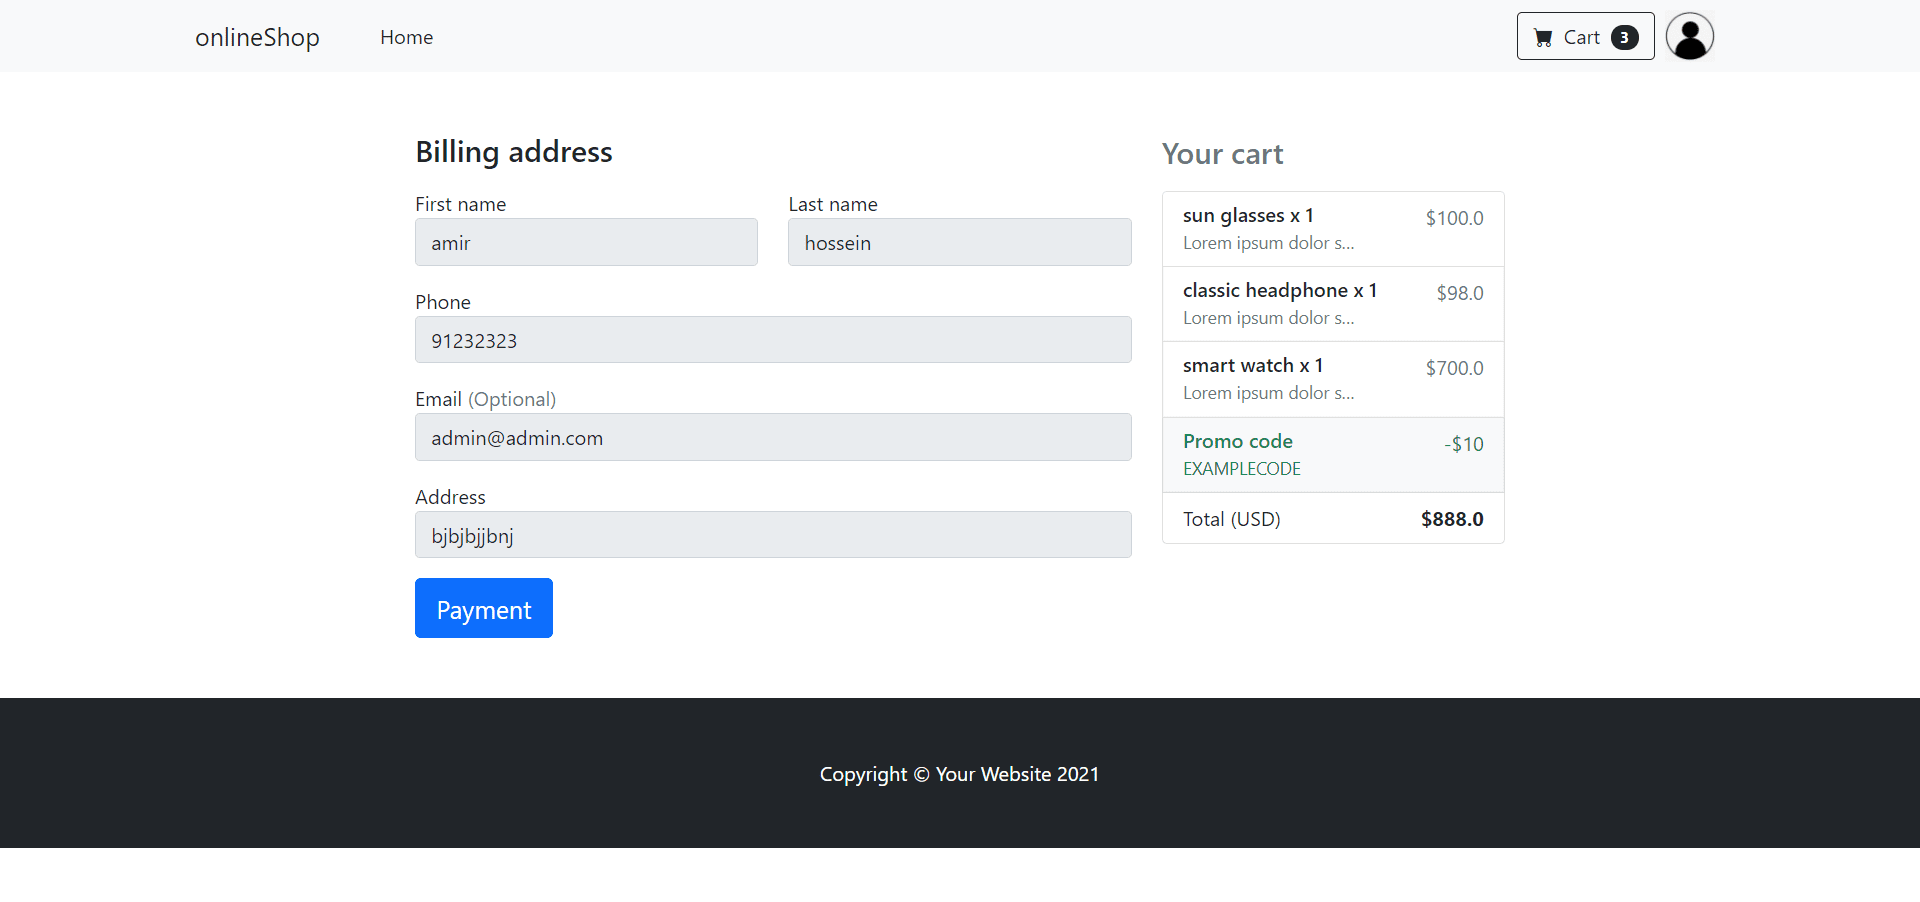 onlineShop Home Cart 3
Billing address
First name Last name
amir hossein
Phone
91232323
Email (Optional)
admin@admin.com
Address
bjbjbjjbnj
Payment
Your cart
sun glasses x 1 $100.0
Lorem ipsum dolor s...
classic headphone x 1 $98.0
Lorem ipsum dolor s...
smart watch x 1 $700.0
Lorem ipsum dolor s...
Promo code -$10
EXAMPLECODE
Total (USD) $888.0
Copyright © Your Website 2021